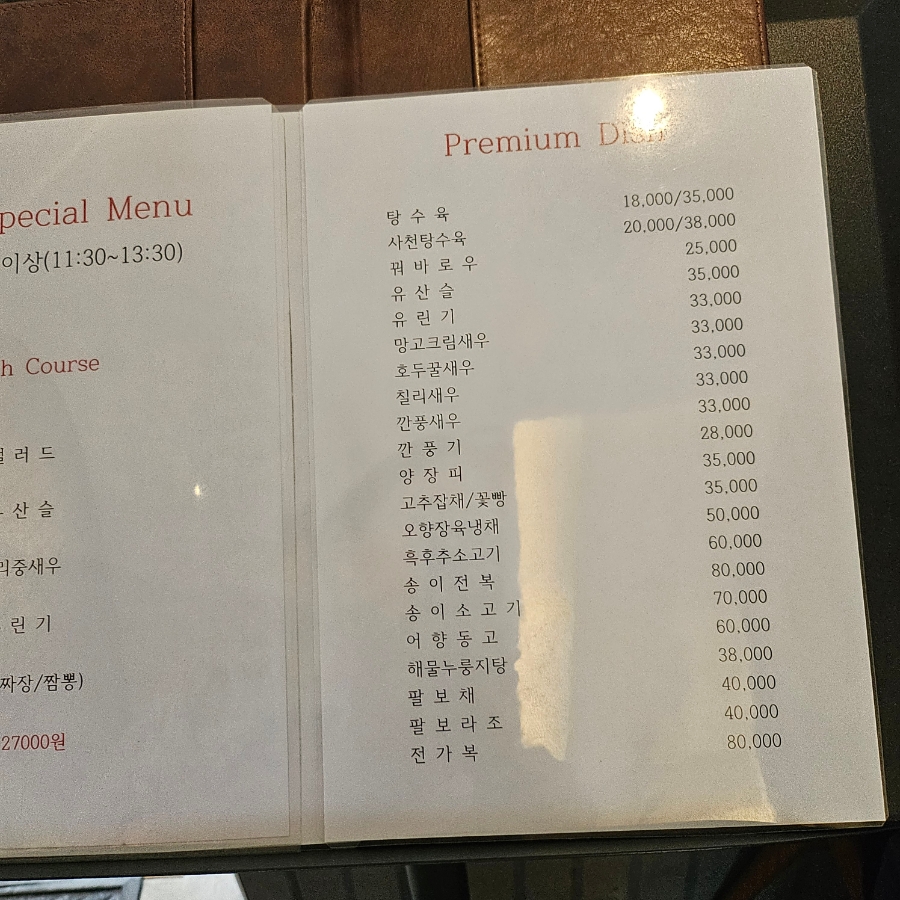 pecial Menu
이상(11:30~13:30)
h Course
러 드
산 슬
리중새우
린 기
짜장/짬뽕)
27000원
Premium Dish
탕 수 육 18,000/35,000
사천탕수육 20,000/38,000
꿔 바 로 우 25,000
유 산 슬 35,000
유 린 기 33,000
망고크림새우 33,000
호두꿀새우 33,000
칠리새우 33,000
깐풍새우 33,000
깐 풍 기 28,000
양 장 피 35,000
고추잡채/꽃빵 35,000
오향장육냉채 50,000
흑후추소고기 60,000
송 이 전 복 80,000
송 이 소 고 기 70,000
어 향 동 고 60,000
해물누룽지탕 38,000
팔 보 채 40,000
팔 보 라 조 40,000
전 가 복 80,000